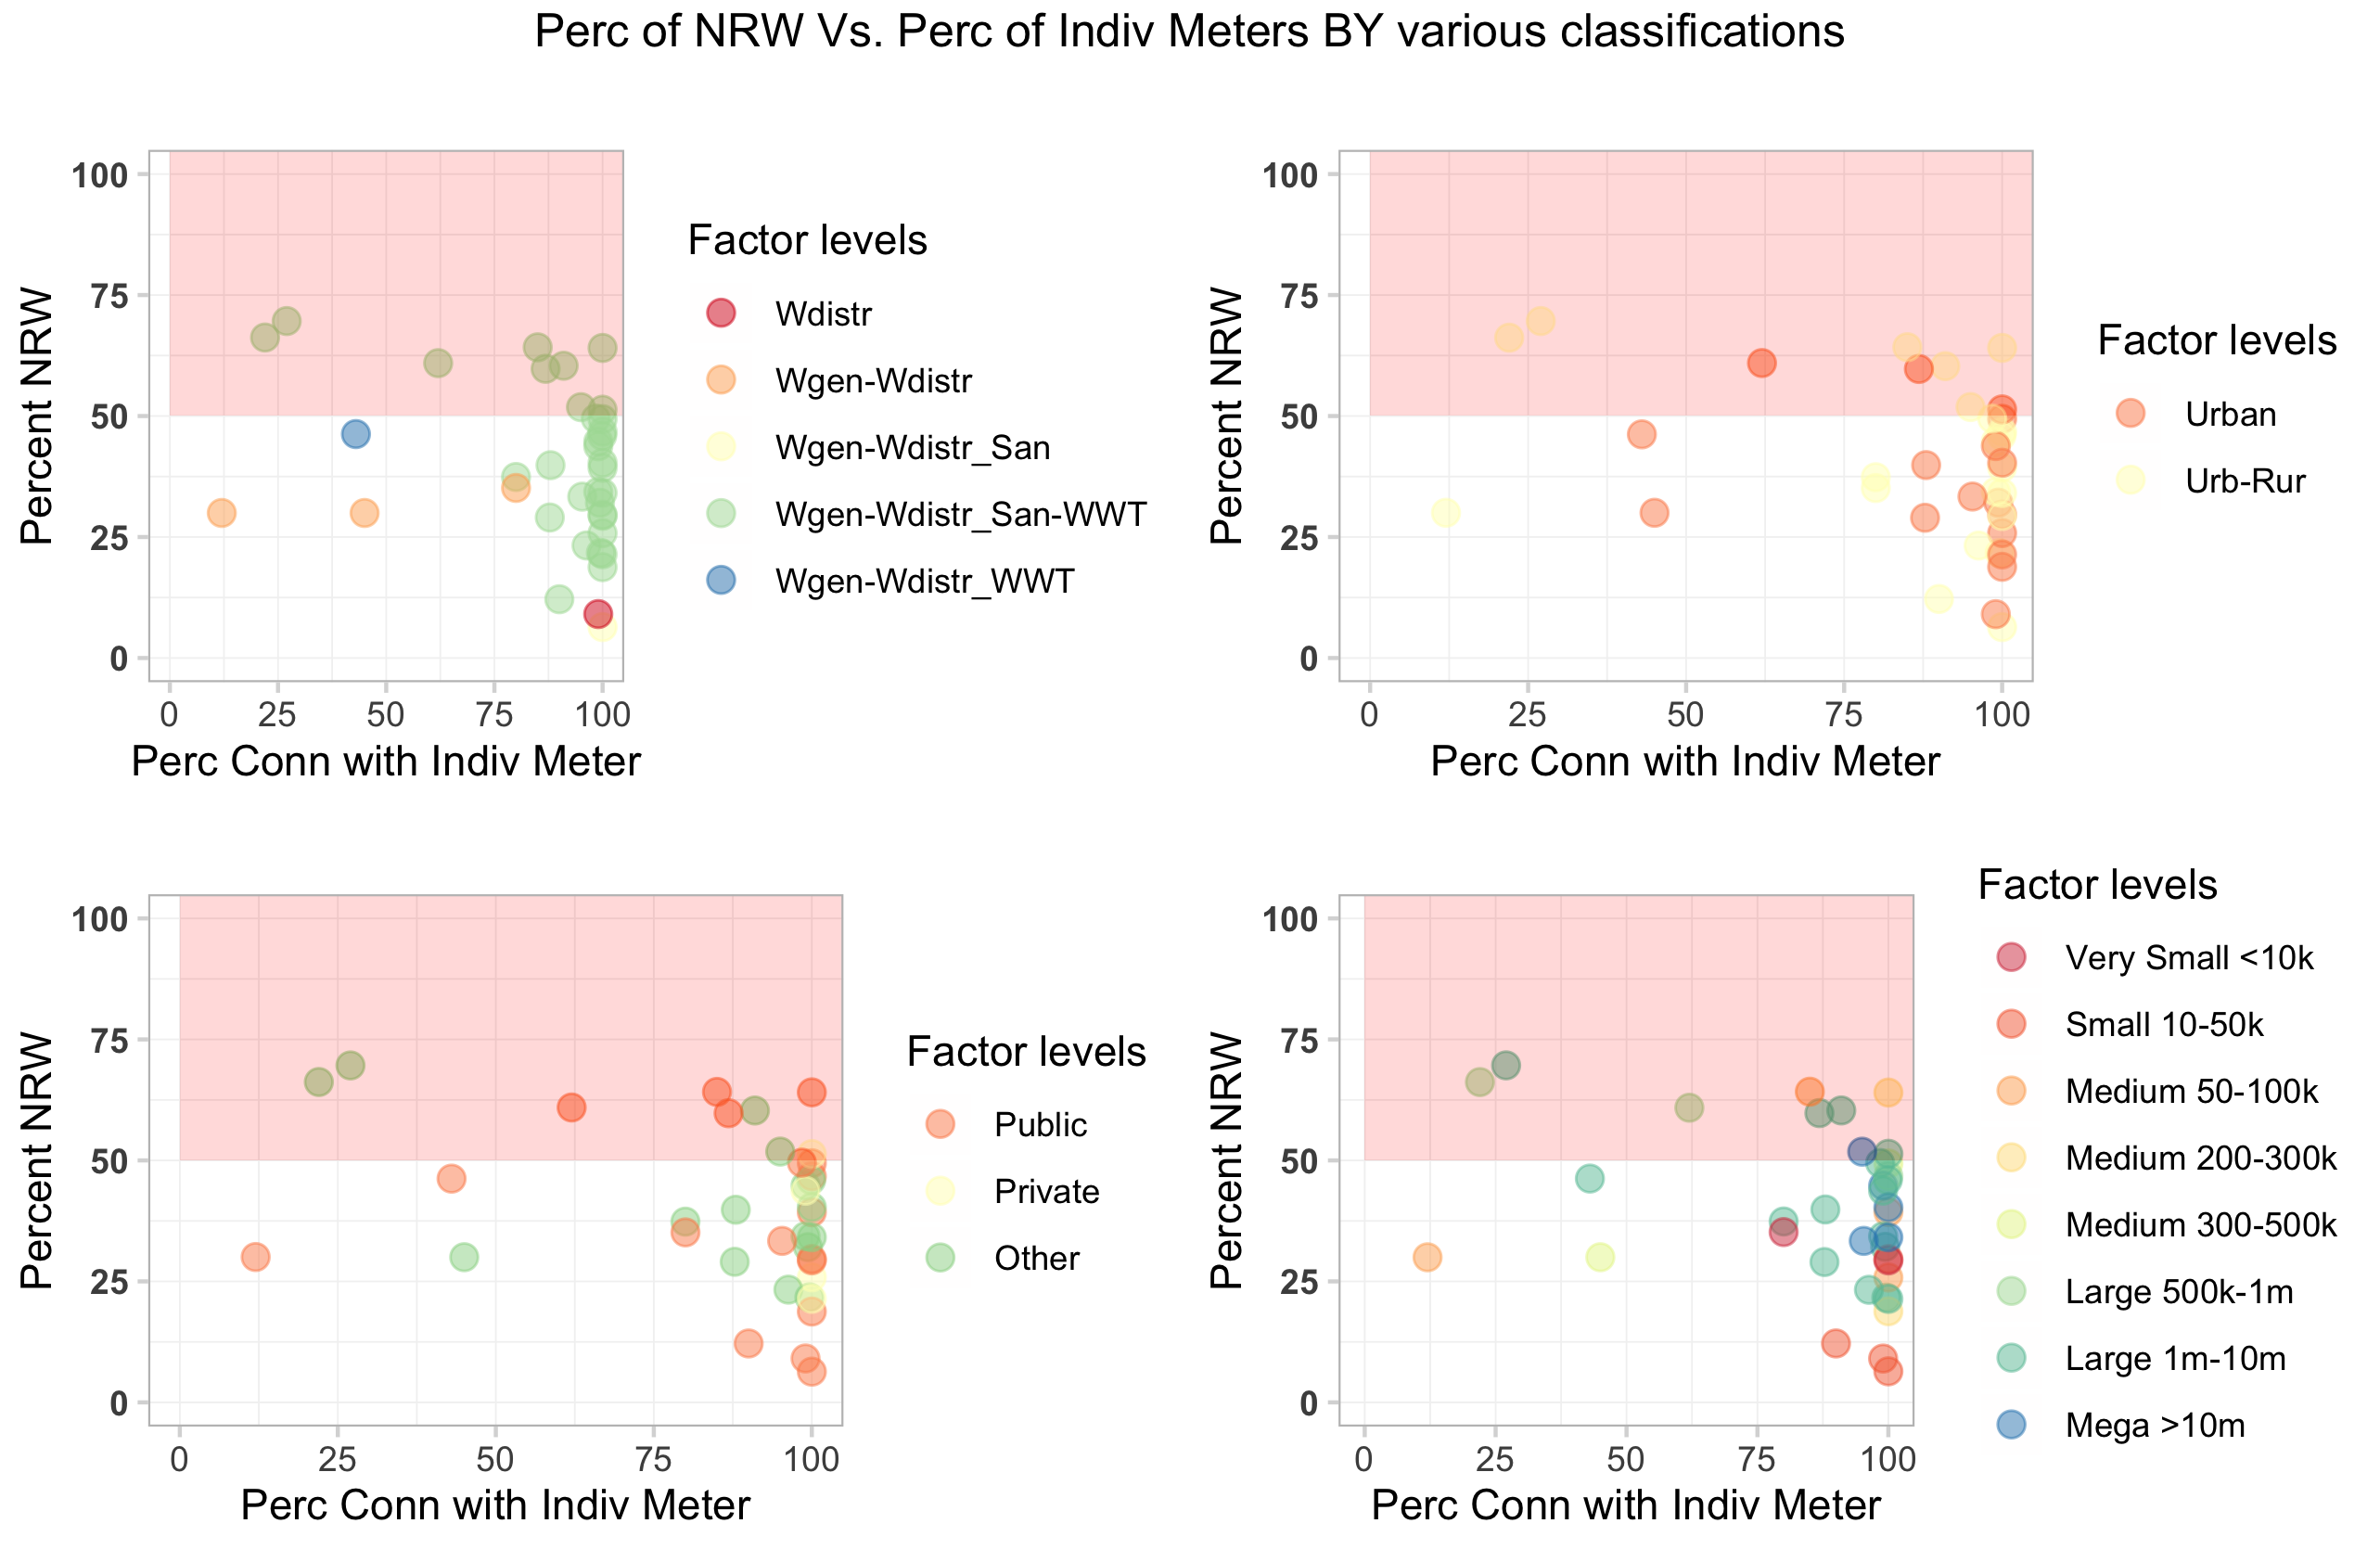 Perc of NRW Vs. Perc of Indiv Meters BY various classifications
Percent NRW
100
75
50
25
0
0 25 50 75 100
Perc Conn with Indiv Meter
Factor levels
Wdistr
Wgen-Wdistr
Wgen-Wdistr_San
Wgen-Wdistr_San-WWT
Wgen-Wdistr_WWT
Percent NRW
100
75
50
25
0
0 25 50 75 100
Perc Conn with Indiv Meter
Factor levels
Urban
Urb-Rur
Percent NRW
100
75
50
25
0
0 25 50 75 100
Perc Conn with Indiv Meter
Factor levels
Public
Private
Other
Percent NRW
100
75
50
25
0
0 25 50 75 100
Perc Conn with Indiv Meter
Factor levels
Very Small <10k
Small 10-50k
Medium 50-100k
Medium 200-300k
Medium 300-500k
Large 500k-1m
Large 1m-10m
Mega >10m